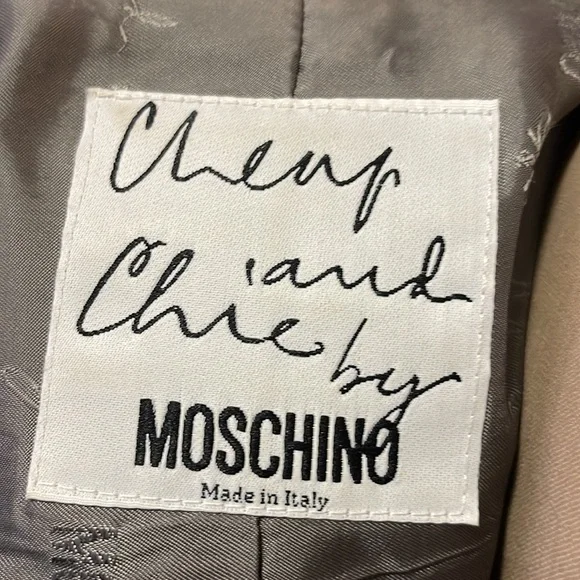 Cheap
and
Chic by
MOSCHINO
Made in Italy